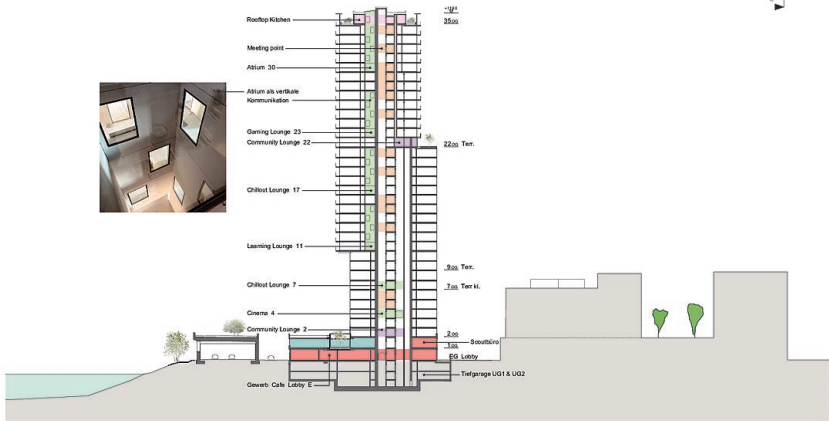 Rooftop Kitchen
35OG
Meeting point
Atrium 30
Atrium als vertikale
Kommunikation
Gaming Lounge 23
Community Lounge 22
22OG Terr.
Chillout Lounge 17
Learning Lounge 11
9OG Terr.
Chillout Lounge 7
7OG Terr kl.
Cinema 4
Community Lounge 2
2OG
Scoutbüro
1OG
EG Lobby
Tiefgarage UG1 & UG2
Gewerb Cafe Lobby E